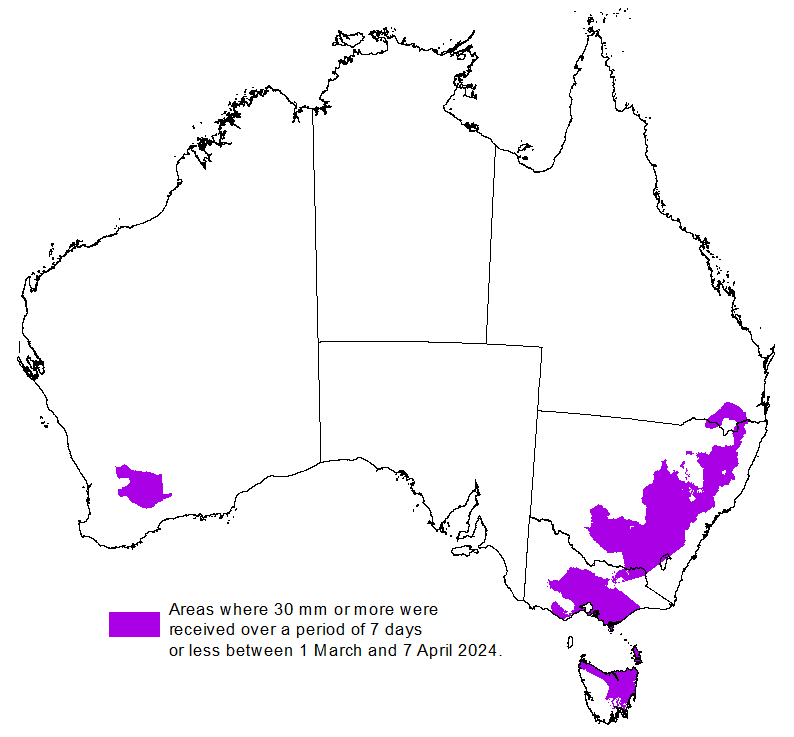 Areas where 30 mm or more were
received over a period of 7 days
or less between 1 March and 7 April 2024.